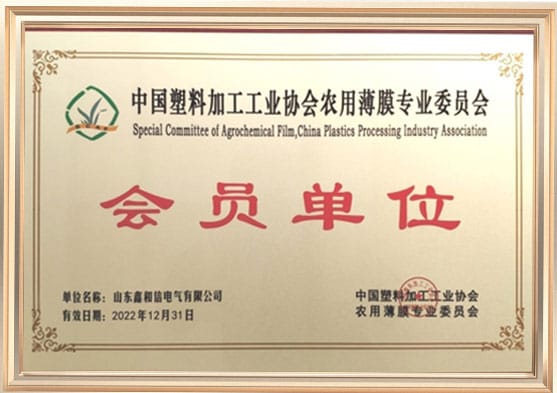 中国塑料加工工业协会农用薄膜专业委员会
Special Committee of Agrochemical Film,China Plastics Processing Industry Association
会员单位
单位名称：山东鑫和信电气有限公司
有效日期：2022年12月31日
中国塑料加工工业协会
农用薄膜专业委员会